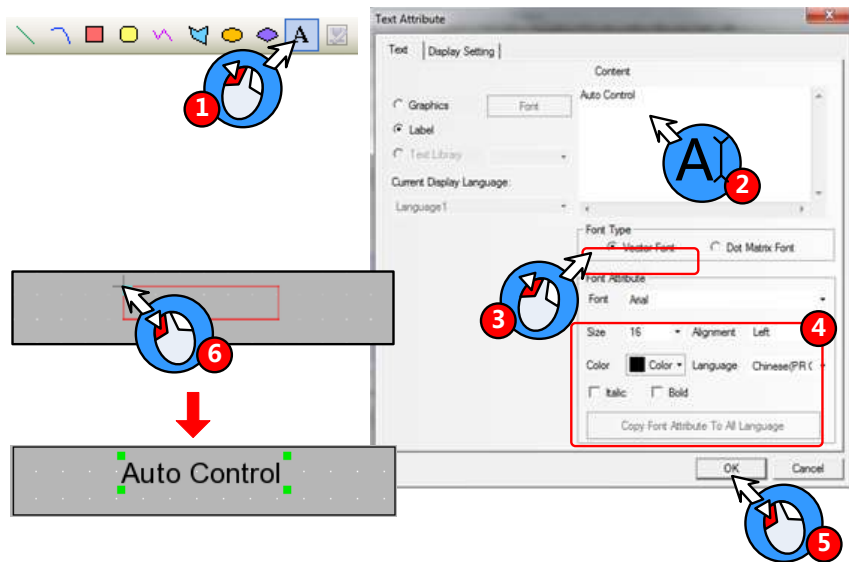 A
1
Text Attribute
Text
Display Setting
Content
Graphics
Font
Auto Control
Label
Text Library
Current Display Language:
Language1
A
2
Font Type
Vector Font
Dot Matrix Font
3
Font Attribute
Font
Arial
4
Size
16
Alignment
Left
Color
Color
Language
Chinese(PR C
Italic
Bold
Copy Font Attribute To All Language
OK
Cancel
5
6
Auto Control